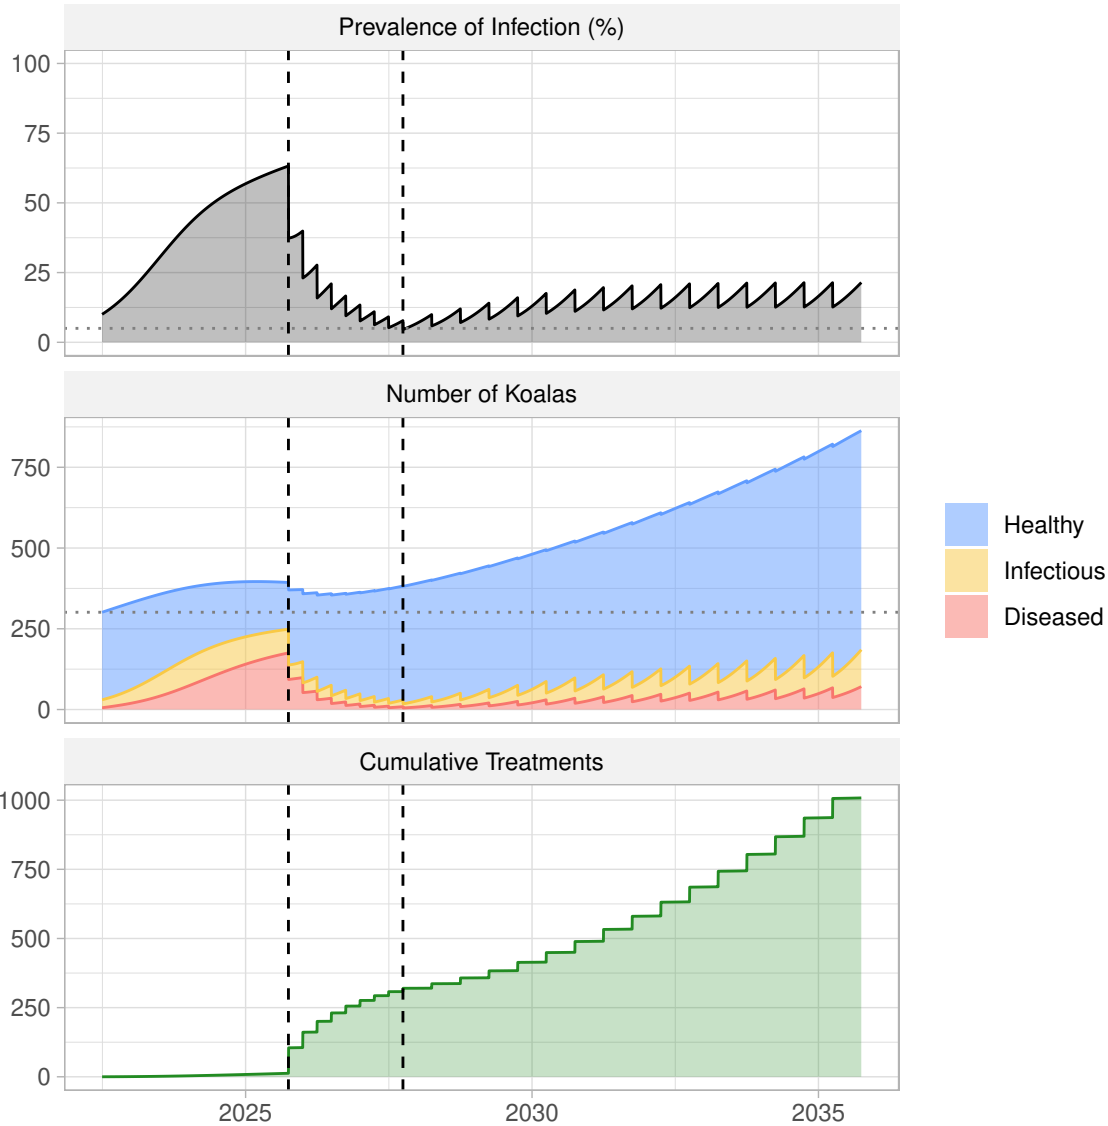 Prevalence of Infection (%)
100
75
50
25
0
Number of Koalas
750
500
250
0
Healthy
Infectious
Diseased
Cumulative Treatments
1000
750
500
250
0
2025
2030
2035